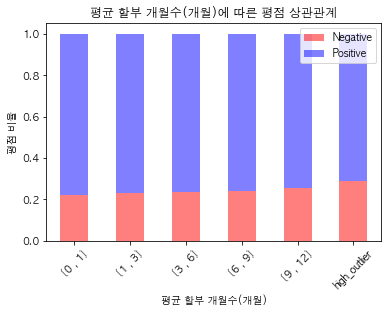 평균 할부 개월수(개월)에 따른 평점 상관관계
Negative
Positive
평점 비율
1.0
0.8
0.6
0.4
0.2
0.0
(0 , 1)
(1 , 3)
(3 , 6)
(6 , 9)
(9 , 12)
high_outlier
평균 할부 개월수(개월)